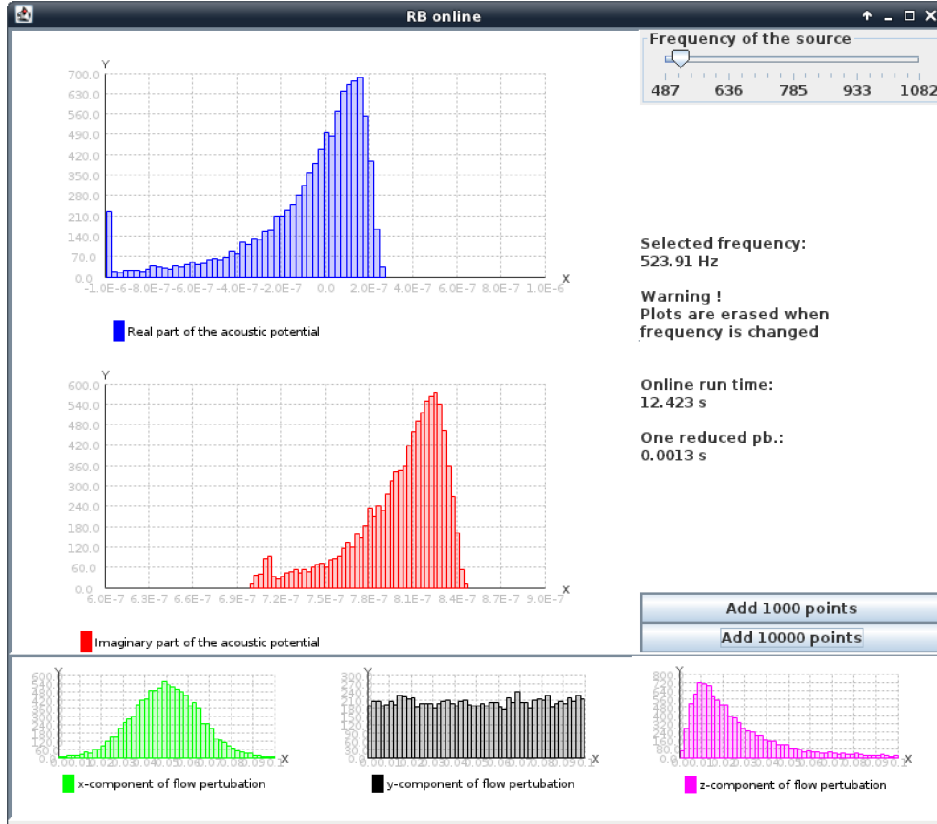 RB online
Y
700.0
630.0
560.0
490.0
420.0
350.0
280.0
210.0
140.0
70.0
0.0
-1.0E-6 -8.0E-7 -6.0E-7 -4.0E-7 -2.0E-7 0.0 2.0E-7 4.0E-7 6.0E-7 8.0E-7 1.0E-6
X
Real part of the acoustic potential
Y
600.0
540.0
480.0
420.0
360.0
300.0
240.0
180.0
120.0
60.0
0.0
6.0E-7 6.3E-7 6.6E-7 6.9E-7 7.2E-7 7.5E-7 7.8E-7 8.1E-7 8.4E-7 8.7E-7 9.0E-7
X
Imaginary part of the acoustic potential
Frequency of the source
487 636 785 933 1082
Selected frequency:
523.91 Hz
Warning !
Plots are erased when
frequency is changed
Online run time:
12.423 s
One reduced pb.:
0.0013 s
Add 1000 points
Add 10000 points
Y
X
x-component of flow pertubation
Y
X
y-component of flow pertubation
Y
X
z-component of flow pertubation